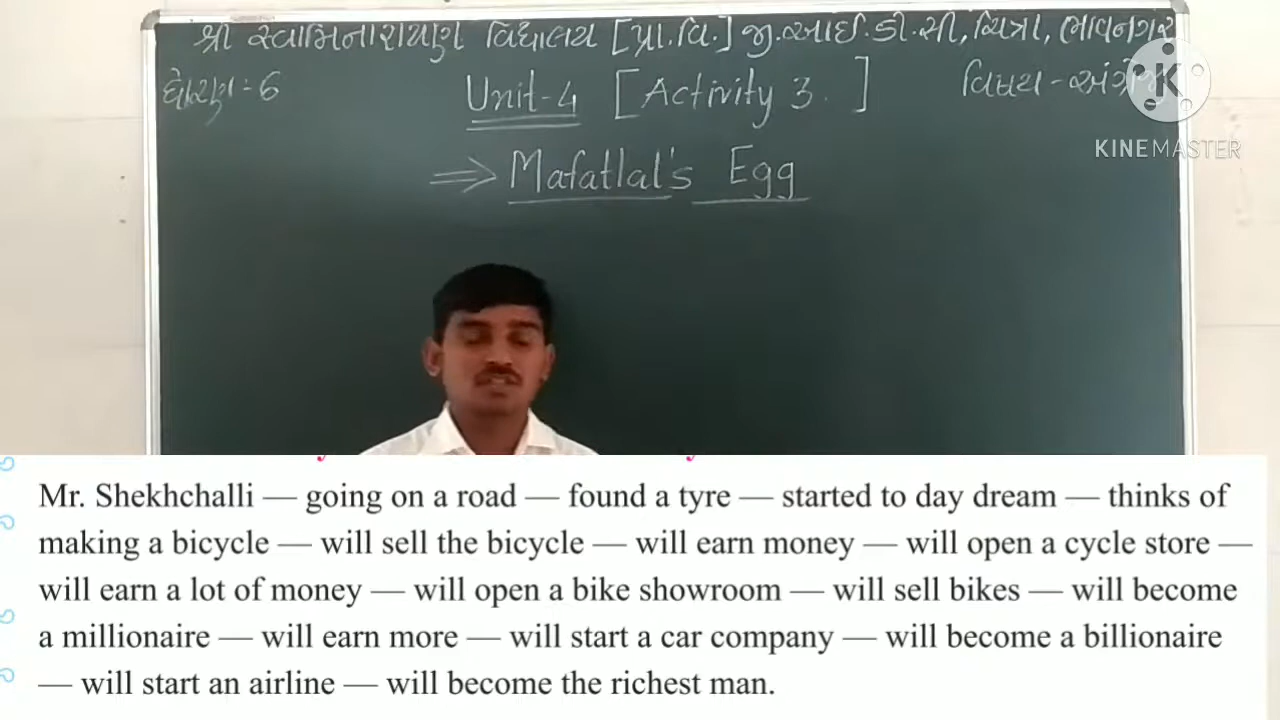 શ્રી સ્વામિનારાયણ વિદ્યાલય [પ્રા.વિ.] જી.આઈ.ડી.સી, ચિત્રા, ભાવનગર
ધોરણ:- 6
Unit-4 [Activity 3. ]
વિષય-અંગ્રેજી
K
KINEMASTER
⇒ Mafatlal's Egg
Mr. Shekhchalli — going on a road — found a tyre — started to day dream — thinks of
making a bicycle — will sell the bicycle — will earn money — will open a cycle store —
will earn a lot of money — will open a bike showroom — will sell bikes — will become
a millionaire — will earn more — will start a car company — will become a billionaire
— will start an airline — will become the richest man.